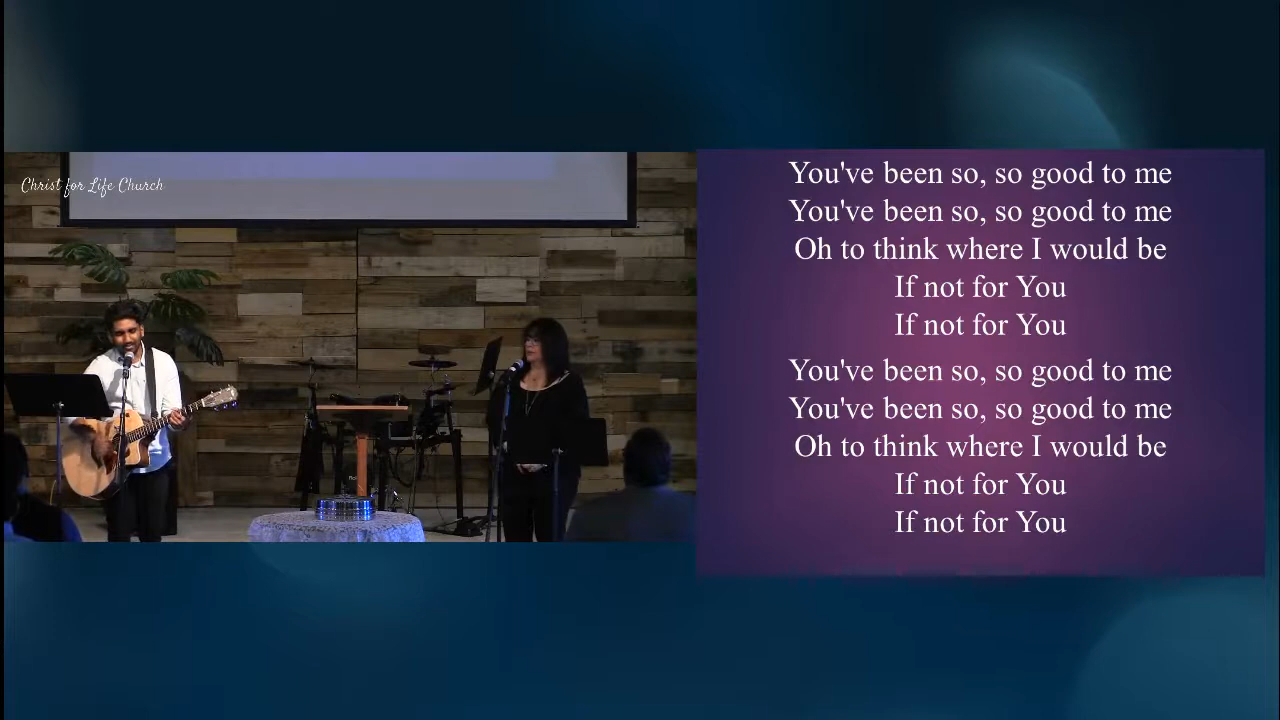 Christ for Life Church
You've been so, so good to me
You've been so, so good to me
Oh to think where I would be
If not for You
If not for You
You've been so, so good to me
You've been so, so good to me
Oh to think where I would be
If not for You
If not for You